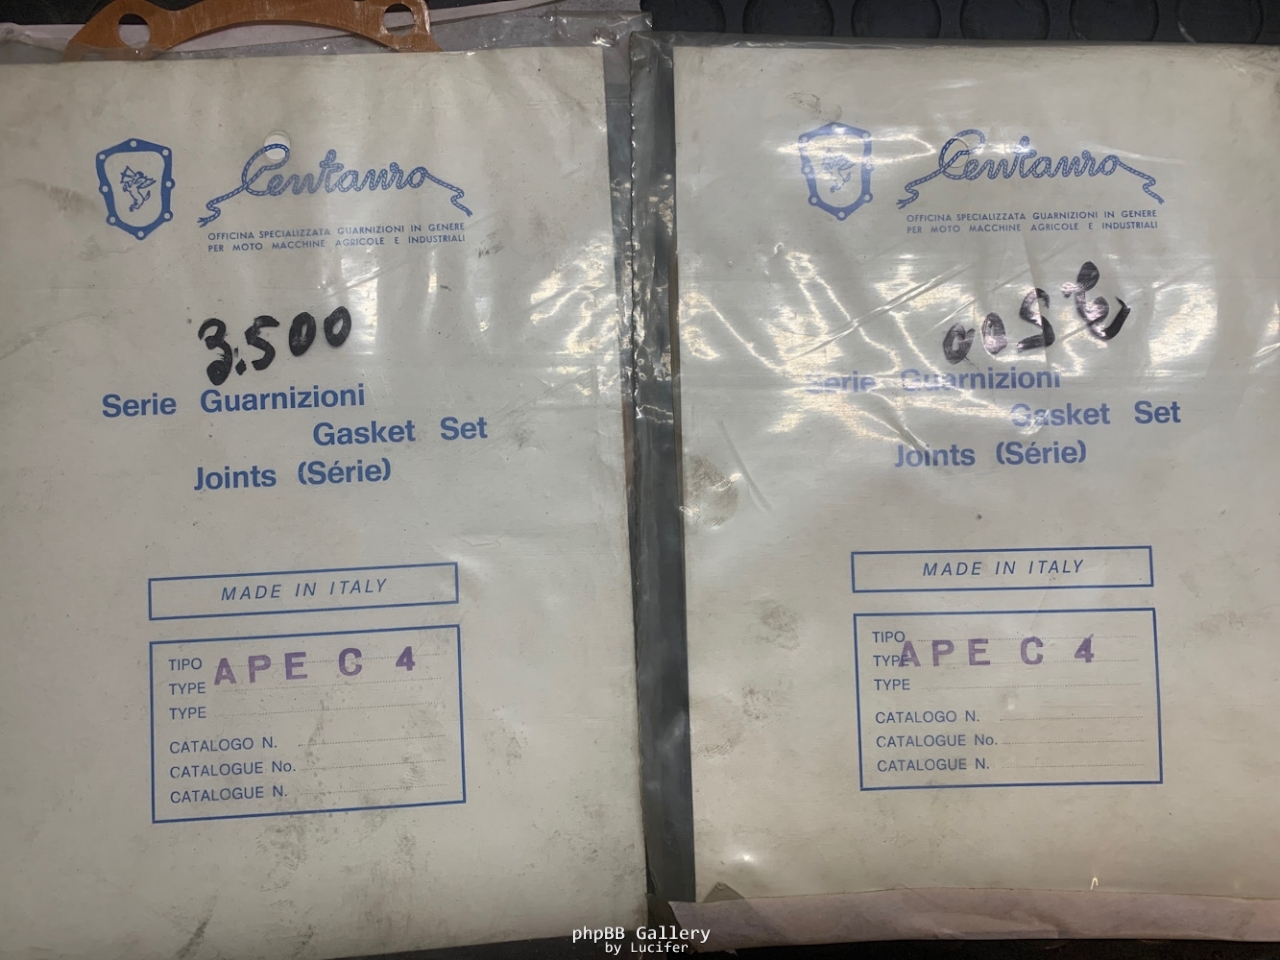 Centauro
OFFICINA SPECIALIZZATA GUARNIZIONI IN GENERE
PER MOTO MACCHINE AGRICOLE E INDUSTRIALI
3.500
Serie Guarnizioni
Gasket Set
Joints (Série)
MADE IN ITALY
TIPO
APE C 4
TYPE
TYPE
CATALOGO N.
CATALOGUE No.
CATALOGUE N.
Centauro
OFFICINA SPECIALIZZATA GUARNIZIONI IN GENERE
PER MOTO MACCHINE AGRICOLE E INDUSTRIALI
Serie Guarnizioni
Gasket Set
Joints (Série)
MADE IN ITALY
TIPO
TYPE
APE C 4
TYPE
CATALOGO N.
CATALOGUE No.
CATALOGUE N.
phpBB Gallery
by Lucifer